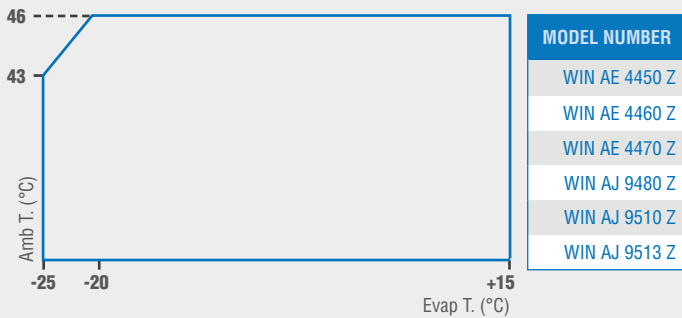 46
43
Amb T. (°C)
-25
-20
+15
Evap T. (°C)
MODEL NUMBER
WIN AE 4450 Z
WIN AE 4460 Z
WIN AE 4470 Z
WIN AJ 9480 Z
WIN AJ 9510 Z
WIN AJ 9513 Z